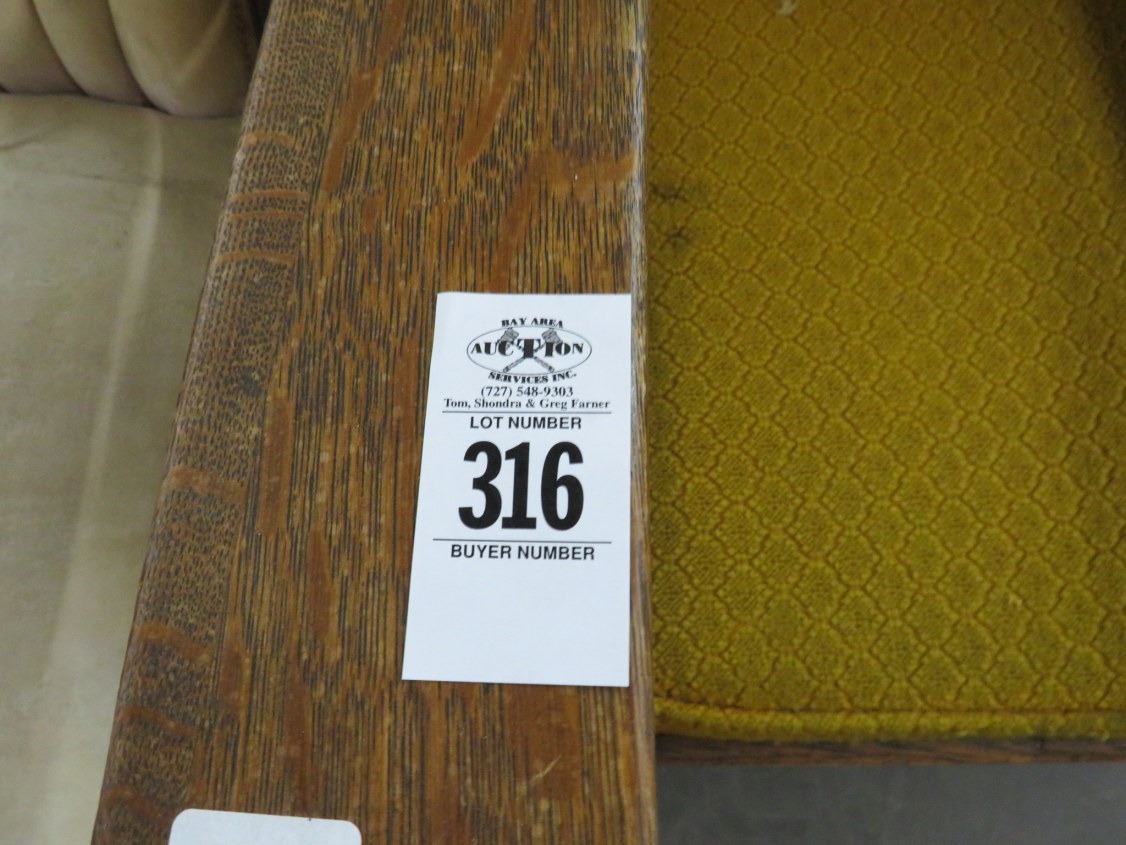 BAY AREA
AUCTION
SERVICES INC.
(727) 548-9303
Tom, Shondra & Greg Farner
LOT NUMBER
316
BUYER NUMBER